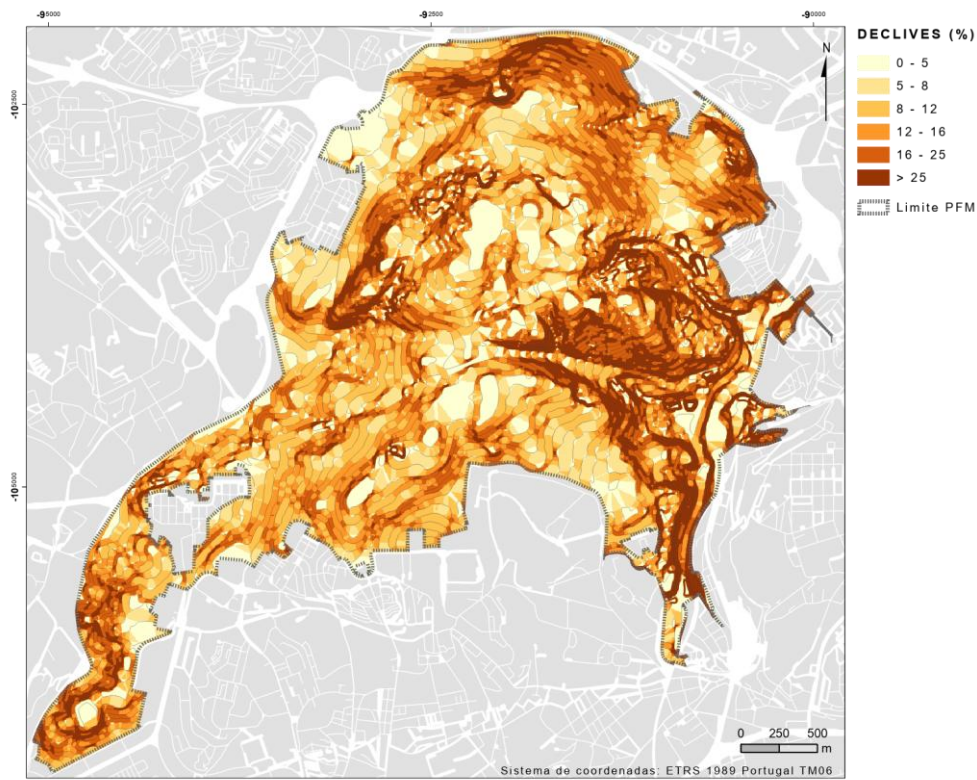 -95000
-92500
-90000
-102500
-105000
N
DECLIVES (%)
0 - 5
5 - 8
8 - 12
12 - 16
16 - 25
> 25
Limite PFM
0 250 500
m
Sistema de coordenadas: ETRS 1989 Portugal TM06